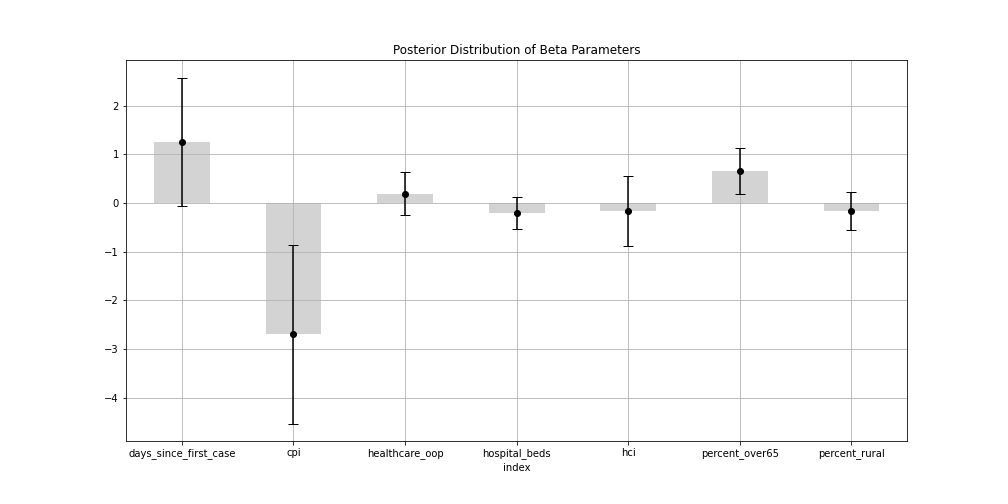 Posterior Distribution of Beta Parameters
2
1
0
−1
−2
−3
−4
days_since_first_case cpi healthcare_oop hospital_beds hci percent_over65 percent_rural
index